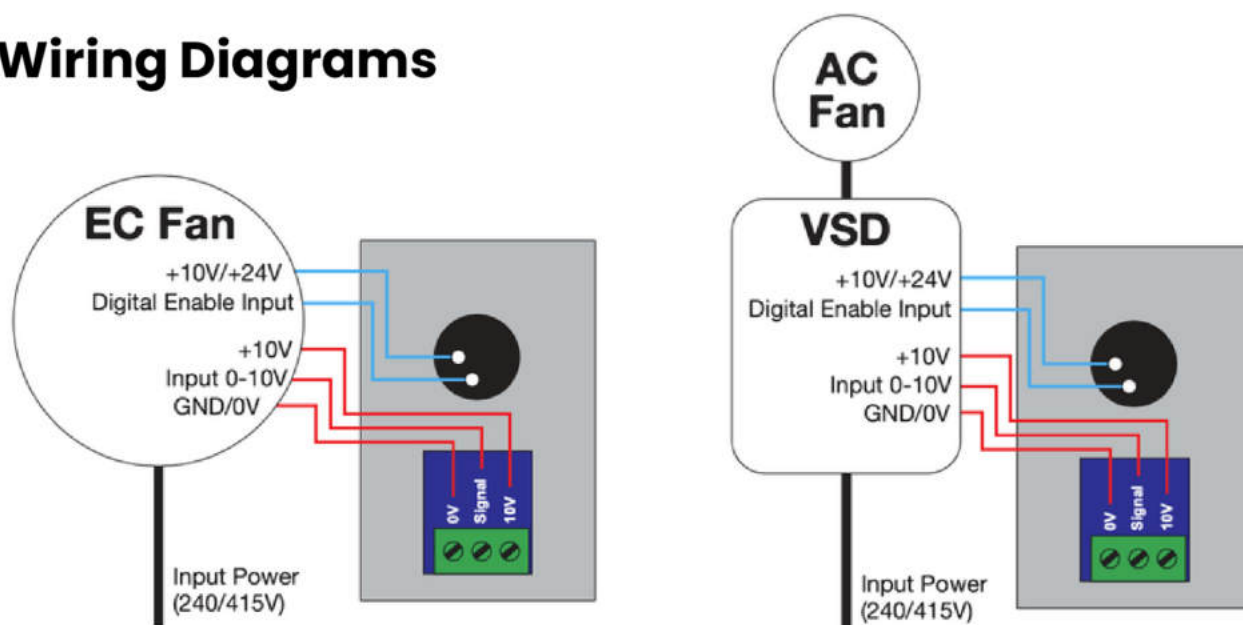 Wiring Diagrams
EC Fan
+10V/+24V
Digital Enable Input
+10V
Input 0-10V
GND/0V
0V
Signal
10V
Input Power
(240/415V)
AC
Fan
VSD
+10V/+24V
Digital Enable Input
+10V
Input 0-10V
GND/0V
0V
Signal
10V
Input Power
(240/415V)